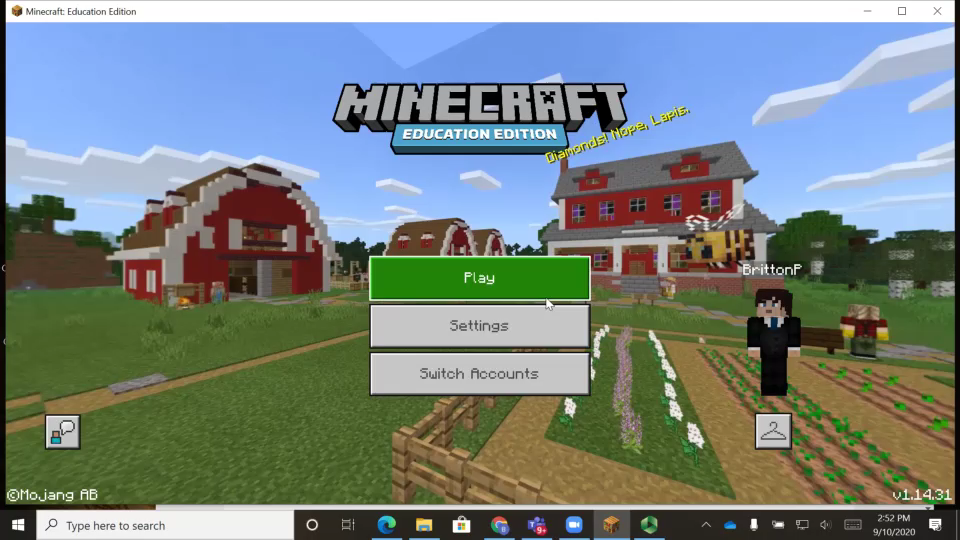 Minecraft: Education Edition
MINECRAFT
EDUCATION EDITION
Diamonds! Nope, Lapis.
Play
BrittonP
Settings
Switch Accounts
©Mojang AB
v1.14.31
Type here to search
9+
2:52 PM
9/10/2020